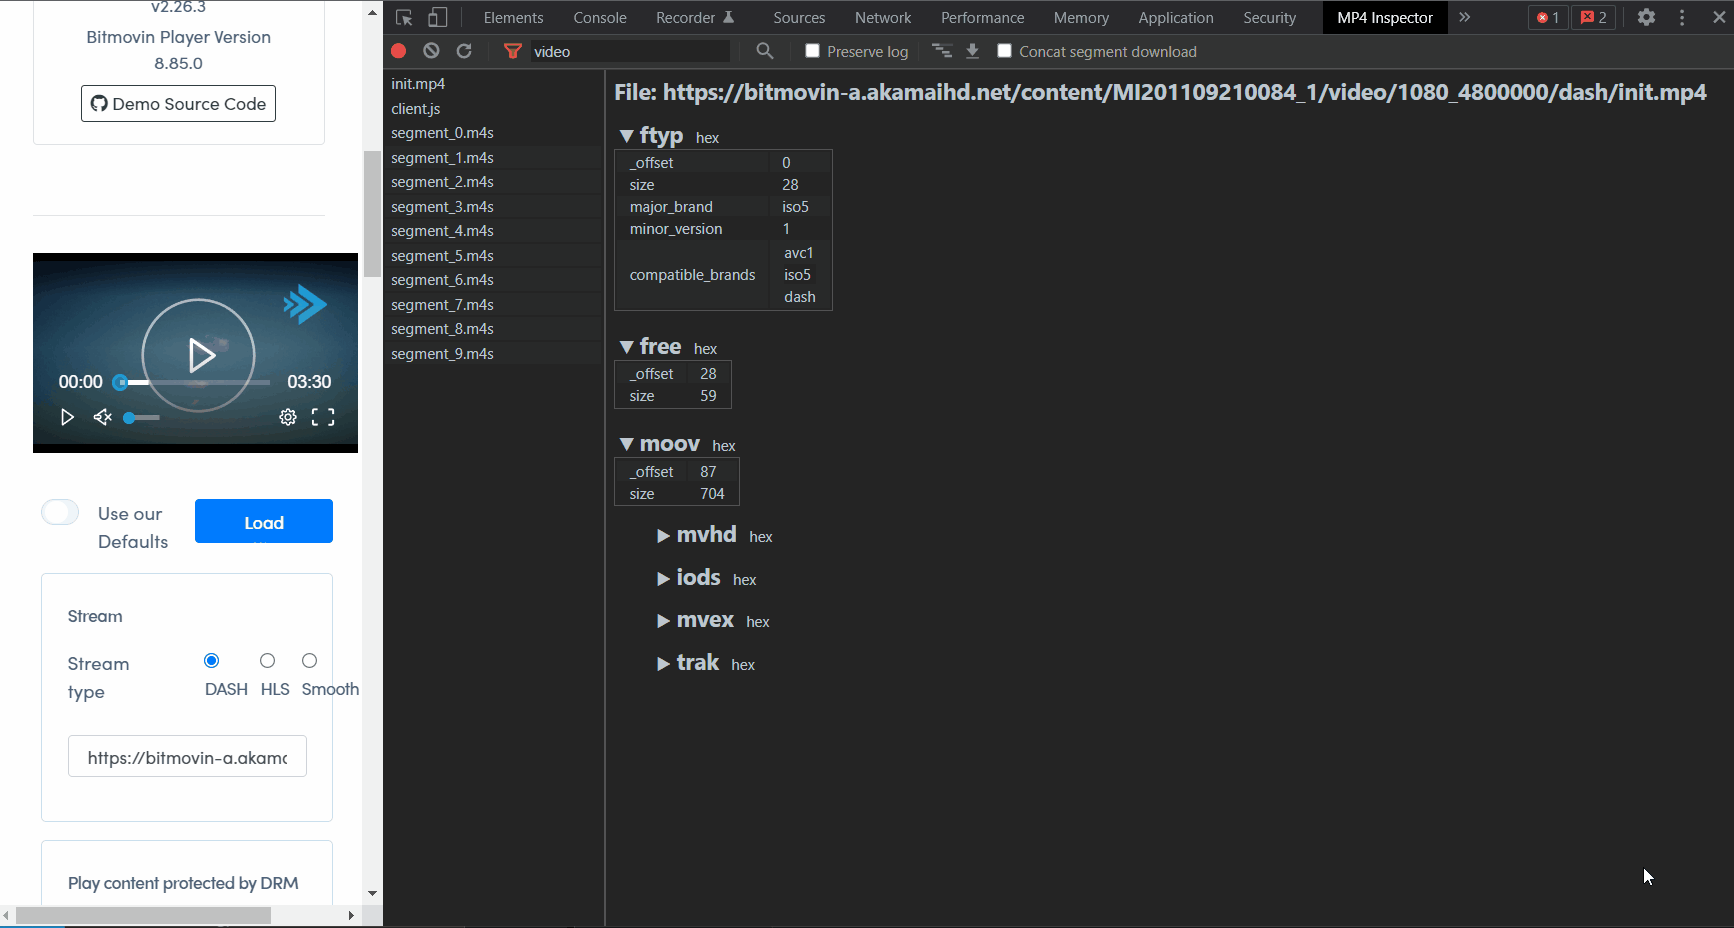 v2.26.3
Bitmovin Player Version
8.85.0
Demo Source Code
00:00
03:30
Use our
Defaults
Load
Stream
Stream
type
DASH HLS Smooth
https://bitmovin-a.akama
Play content protected by DRM
Elements Console Recorder Sources Network Performance Memory Application Security MP4 Inspector 1 2
video Preserve log Concat segment download
init.mp4
client.js
segment_0.m4s
segment_1.m4s
segment_2.m4s
segment_3.m4s
segment_4.m4s
segment_5.m4s
segment_6.m4s
segment_7.m4s
segment_8.m4s
segment_9.m4s
File: https://bitmovin-a.akamaihd.net/content/MI201109210084_1/video/1080_4800000/dash/init.mp4
ftyp hex
_offset 0
size 28
major_brand iso5
minor_version 1
compatible_brands avc1
iso5
dash
free hex
_offset 28
size 59
moov hex
_offset 87
size 704
mvhd hex
iods hex
mvex hex
trak hex